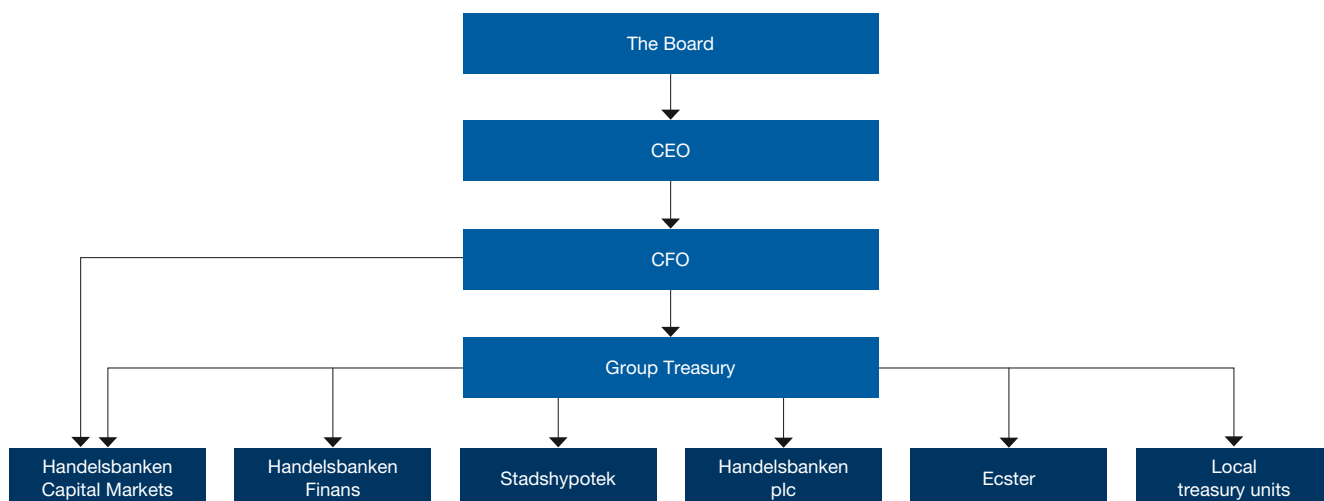 The Board
CEO
CFO
Group Treasury
Handelsbanken
Capital Markets
Handelsbanken
Finans
Stadshypotek
Handelsbanken
plc
Ecster
Local
treasury units